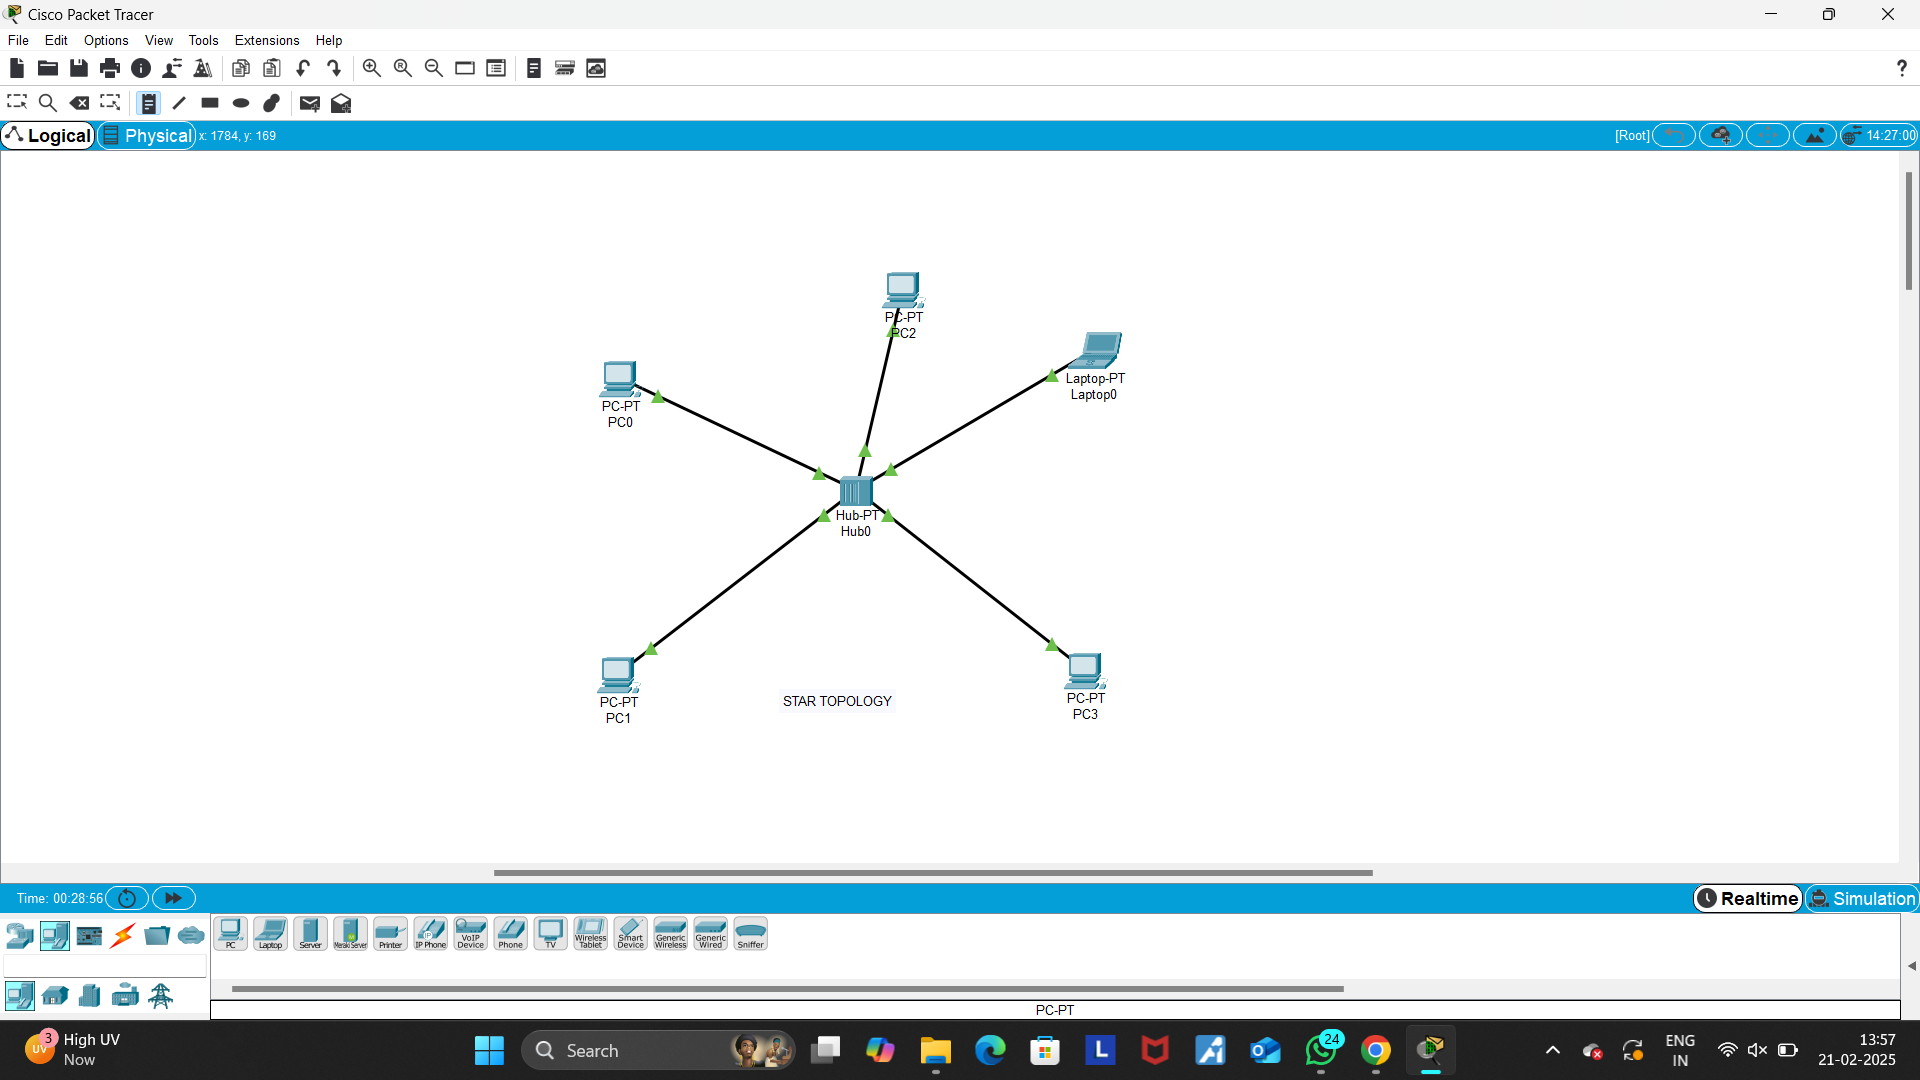 Cisco Packet Tracer
File Edit Options View Tools Extensions Help
Logical Physical x: 1784, y: 169 [Root] 14:27:00
PC-PT
PC2
Laptop-PT
Laptop0
PC-PT
PC0
Hub-PT
Hub0
PC-PT
PC1
STAR TOPOLOGY
PC-PT
PC3
Time: 00:28:56 Realtime Simulation
PC Laptop Server Meraki Server Printer IP Phone VoIP Device Phone TV Wireless Tablet Smart Device Generic Wireless Generic Wired Sniffer
PC-PT
3 UV High UV
Now
Search
24
ENG
IN
13:57
21-02-2025